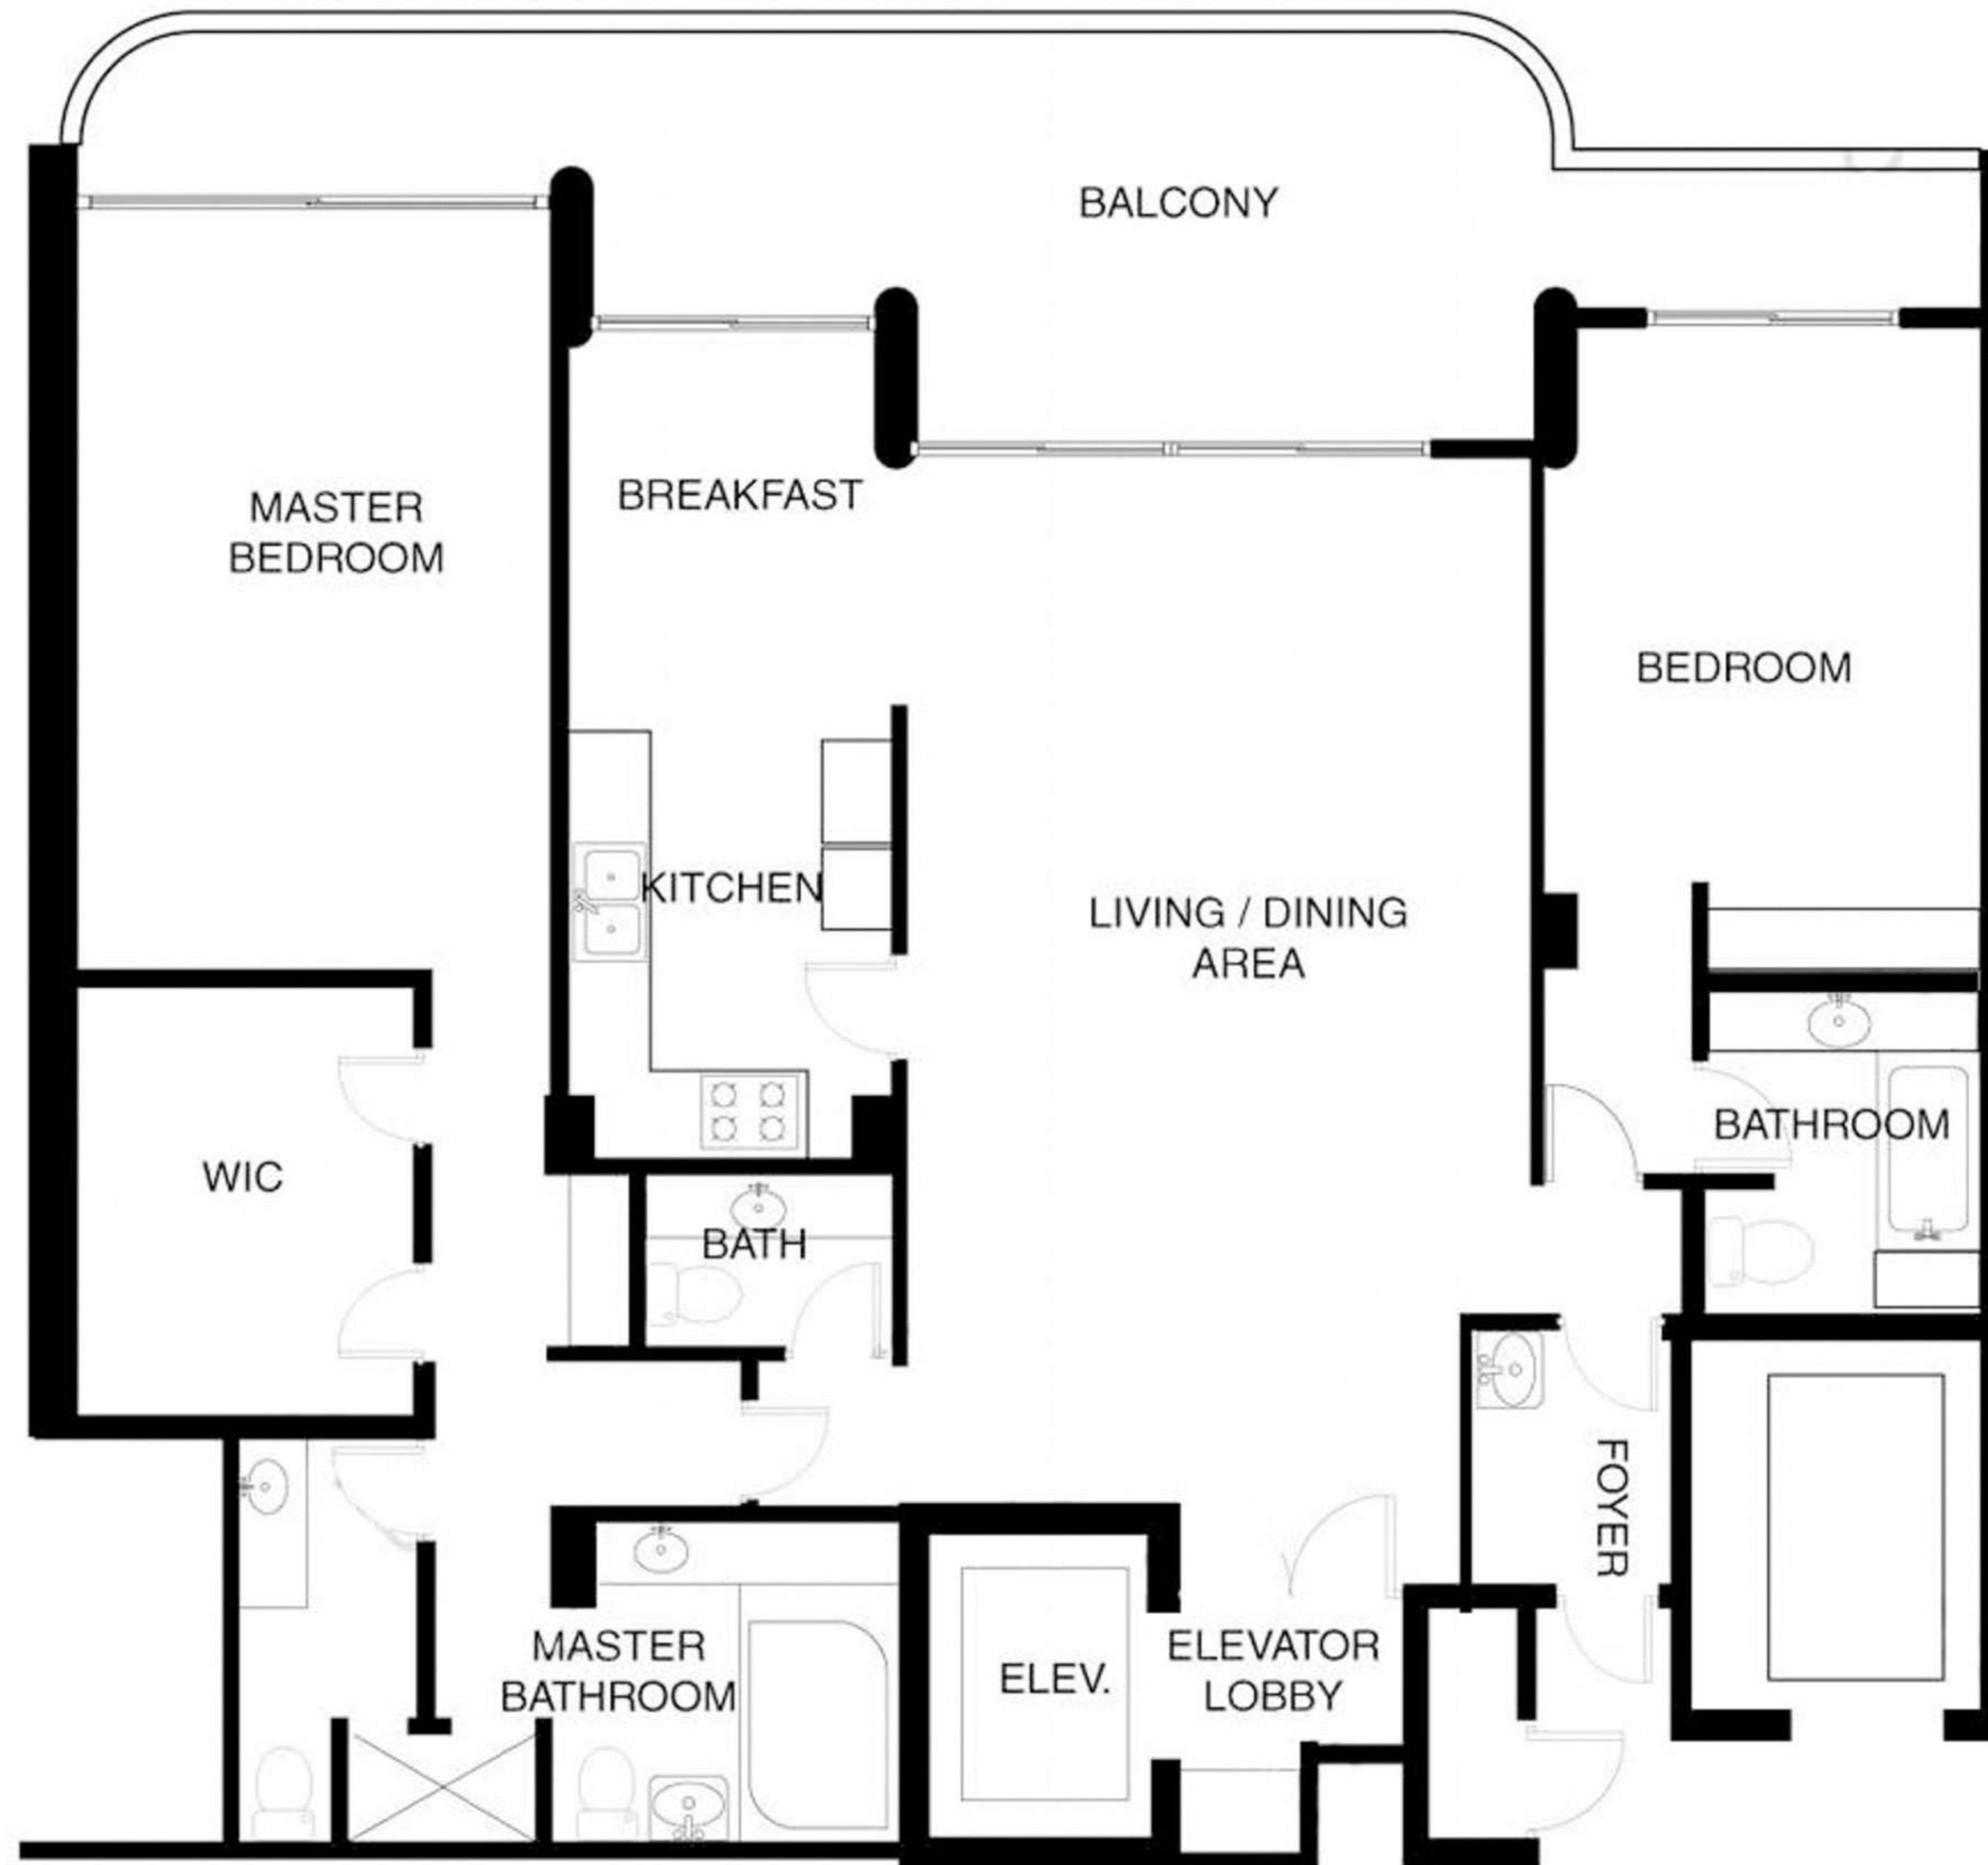 BALCONY
MASTER
BEDROOM
BREAKFAST
BEDROOM
KITCHEN
LIVING / DINING
AREA
BATHROOM
WIC
BATH
FOYER
MASTER
BATHROOM
ELEV.
ELEVATOR
LOBBY